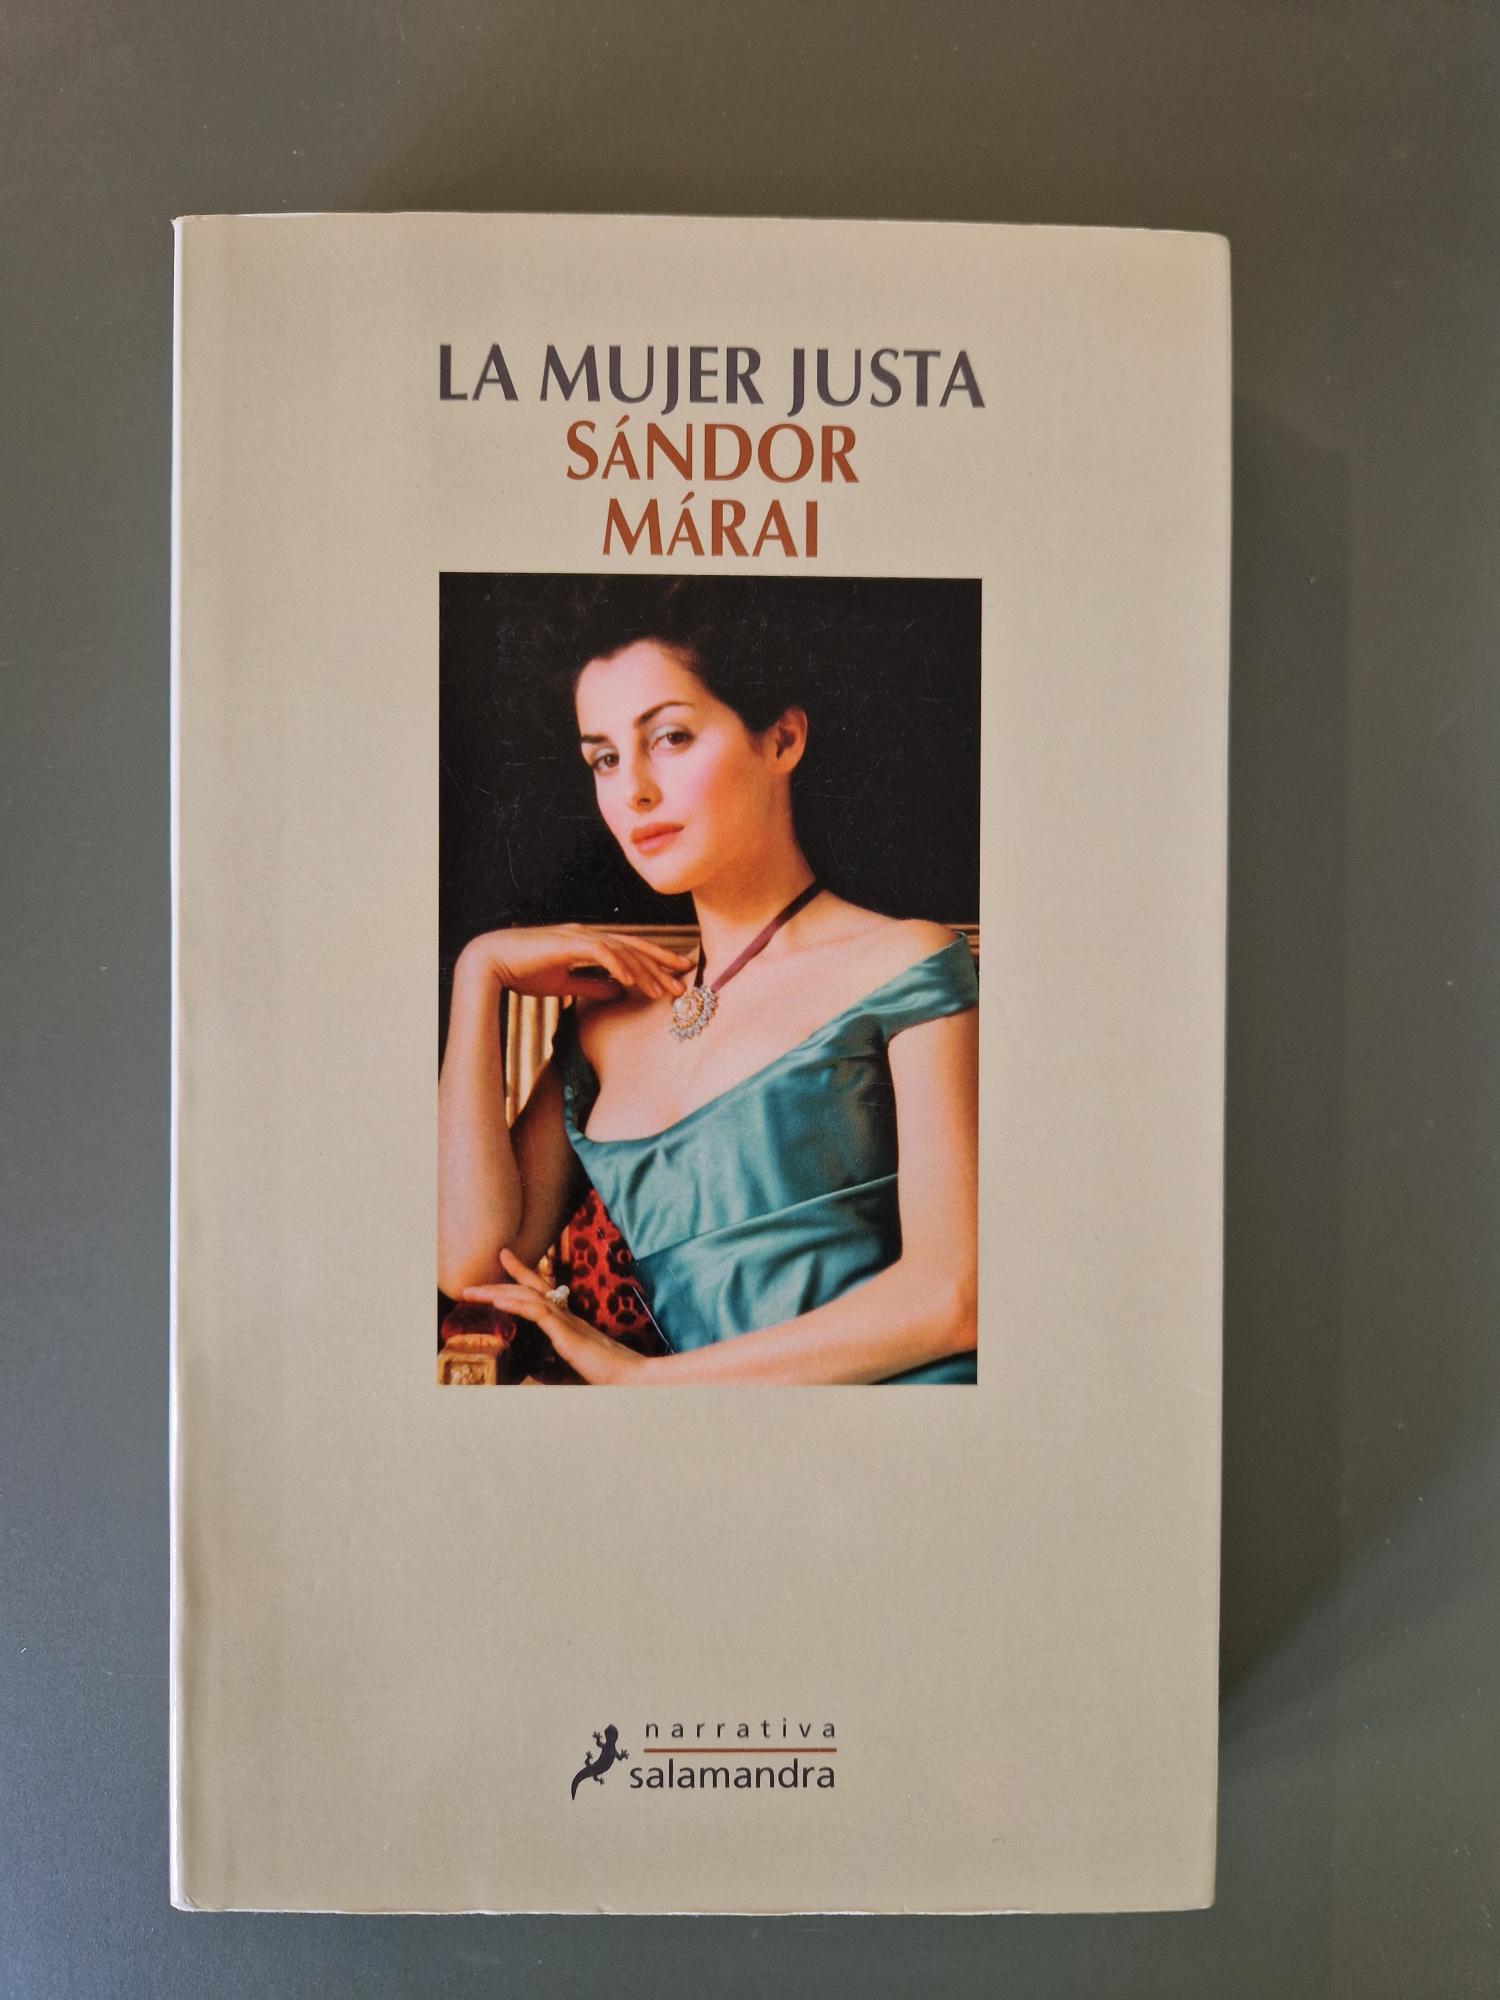 LA MUJER JUSTA
SÁNDOR
MÁRAI
narrativa
salamandra